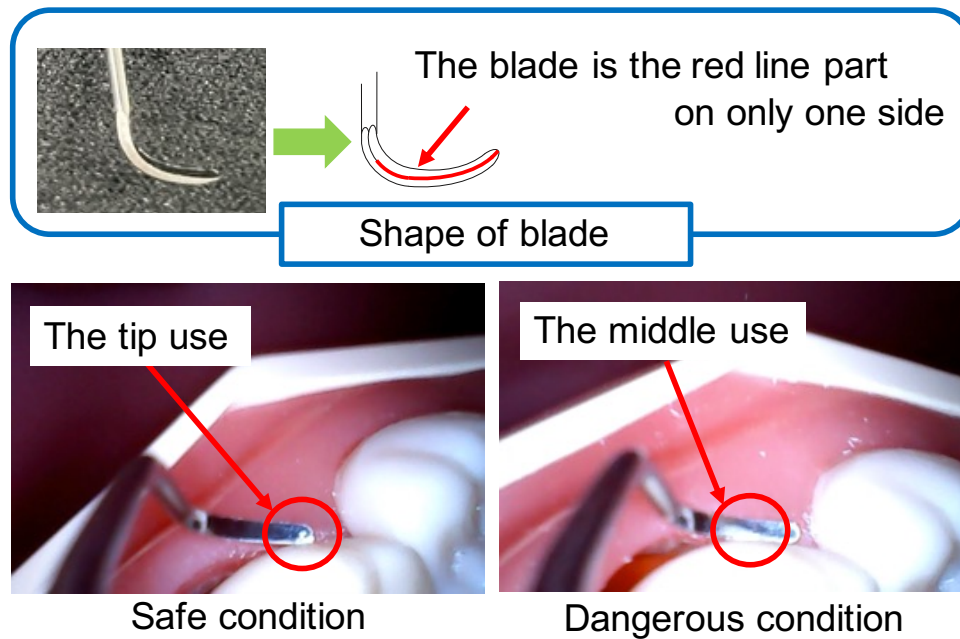 The blade is the red line part
on only one side
Shape of blade
The tip use
The middle use
Safe condition
Dangerous condition